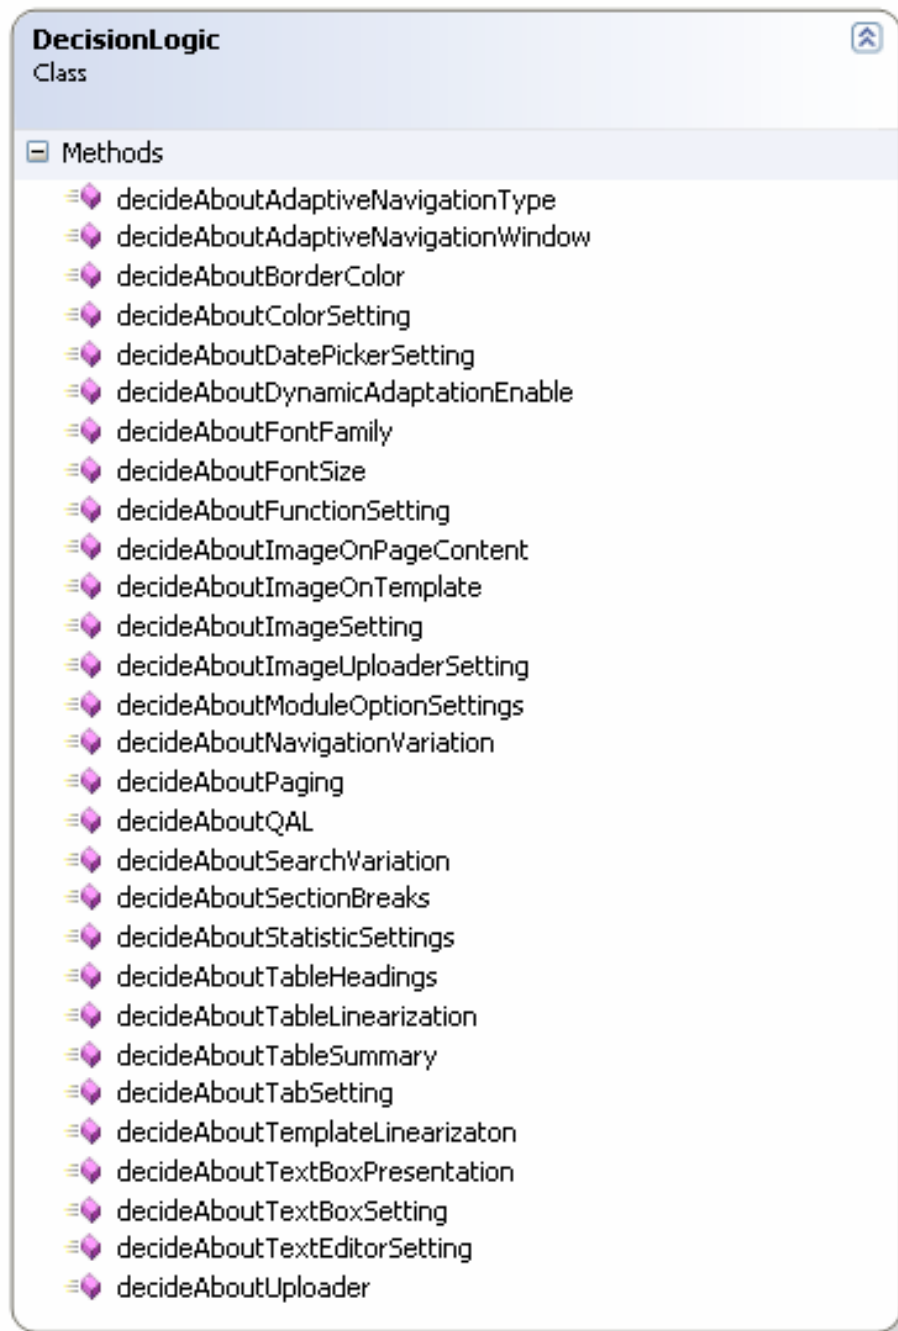 DecisionLogic
Class
Methods
decideAboutAdaptiveNavigationType
decideAboutAdaptiveNavigationWindow
decideAboutBorderColor
decideAboutColorSetting
decideAboutDatePickerSetting
decideAboutDynamicAdaptationEnable
decideAboutFontFamily
decideAboutFontSize
decideAboutFunctionSetting
decideAboutImageOnPageContent
decideAboutImageOnTemplate
decideAboutImageSetting
decideAboutImageUploaderSetting
decideAboutModuleOptionSettings
decideAboutNavigationVariation
decideAboutPaging
decideAboutQAL
decideAboutSearchVariation
decideAboutSectionBreaks
decideAboutStatisticSettings
decideAboutTableHeadings
decideAboutTableLinearization
decideAboutTableSummary
decideAboutTabSetting
decideAboutTemplateLinearizaton
decideAboutTextBoxPresentation
decideAboutTextBoxSetting
decideAboutTextEditorSetting
decideAboutUploader